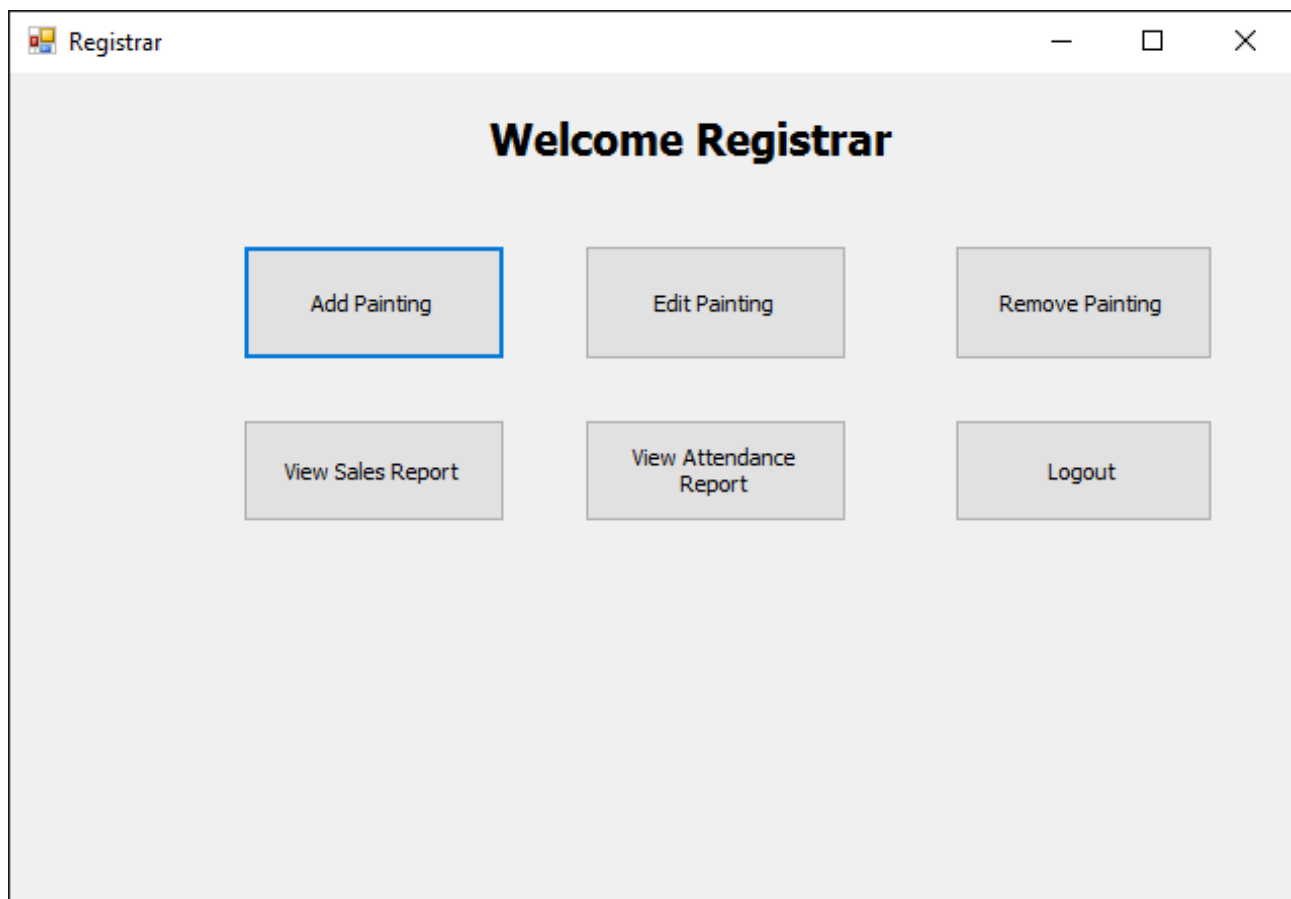 Registrar
Welcome Registrar
Add Painting
Edit Painting
Remove Painting
View Sales Report
View Attendance
Report
Logout